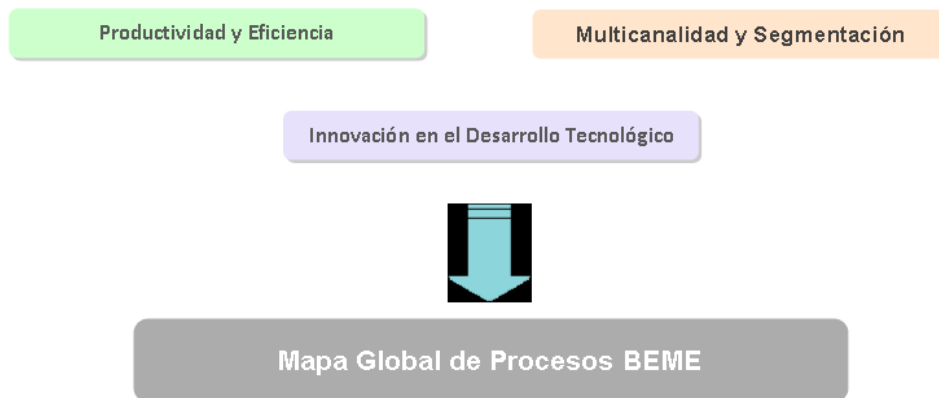 Productividad y Eficiencia
Multicanalidad y Segmentación
Innovación en el Desarrollo Tecnológico
Mapa Global de Procesos BEME